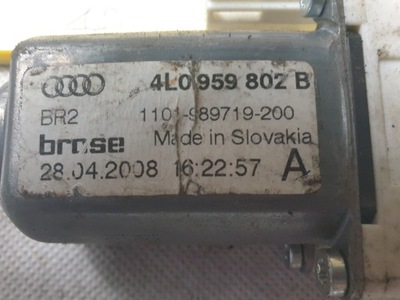 4L0 959 802 B
BR2 1101-989719-200
brose Made in Slovakia
28.04.2008 16:22:57 A